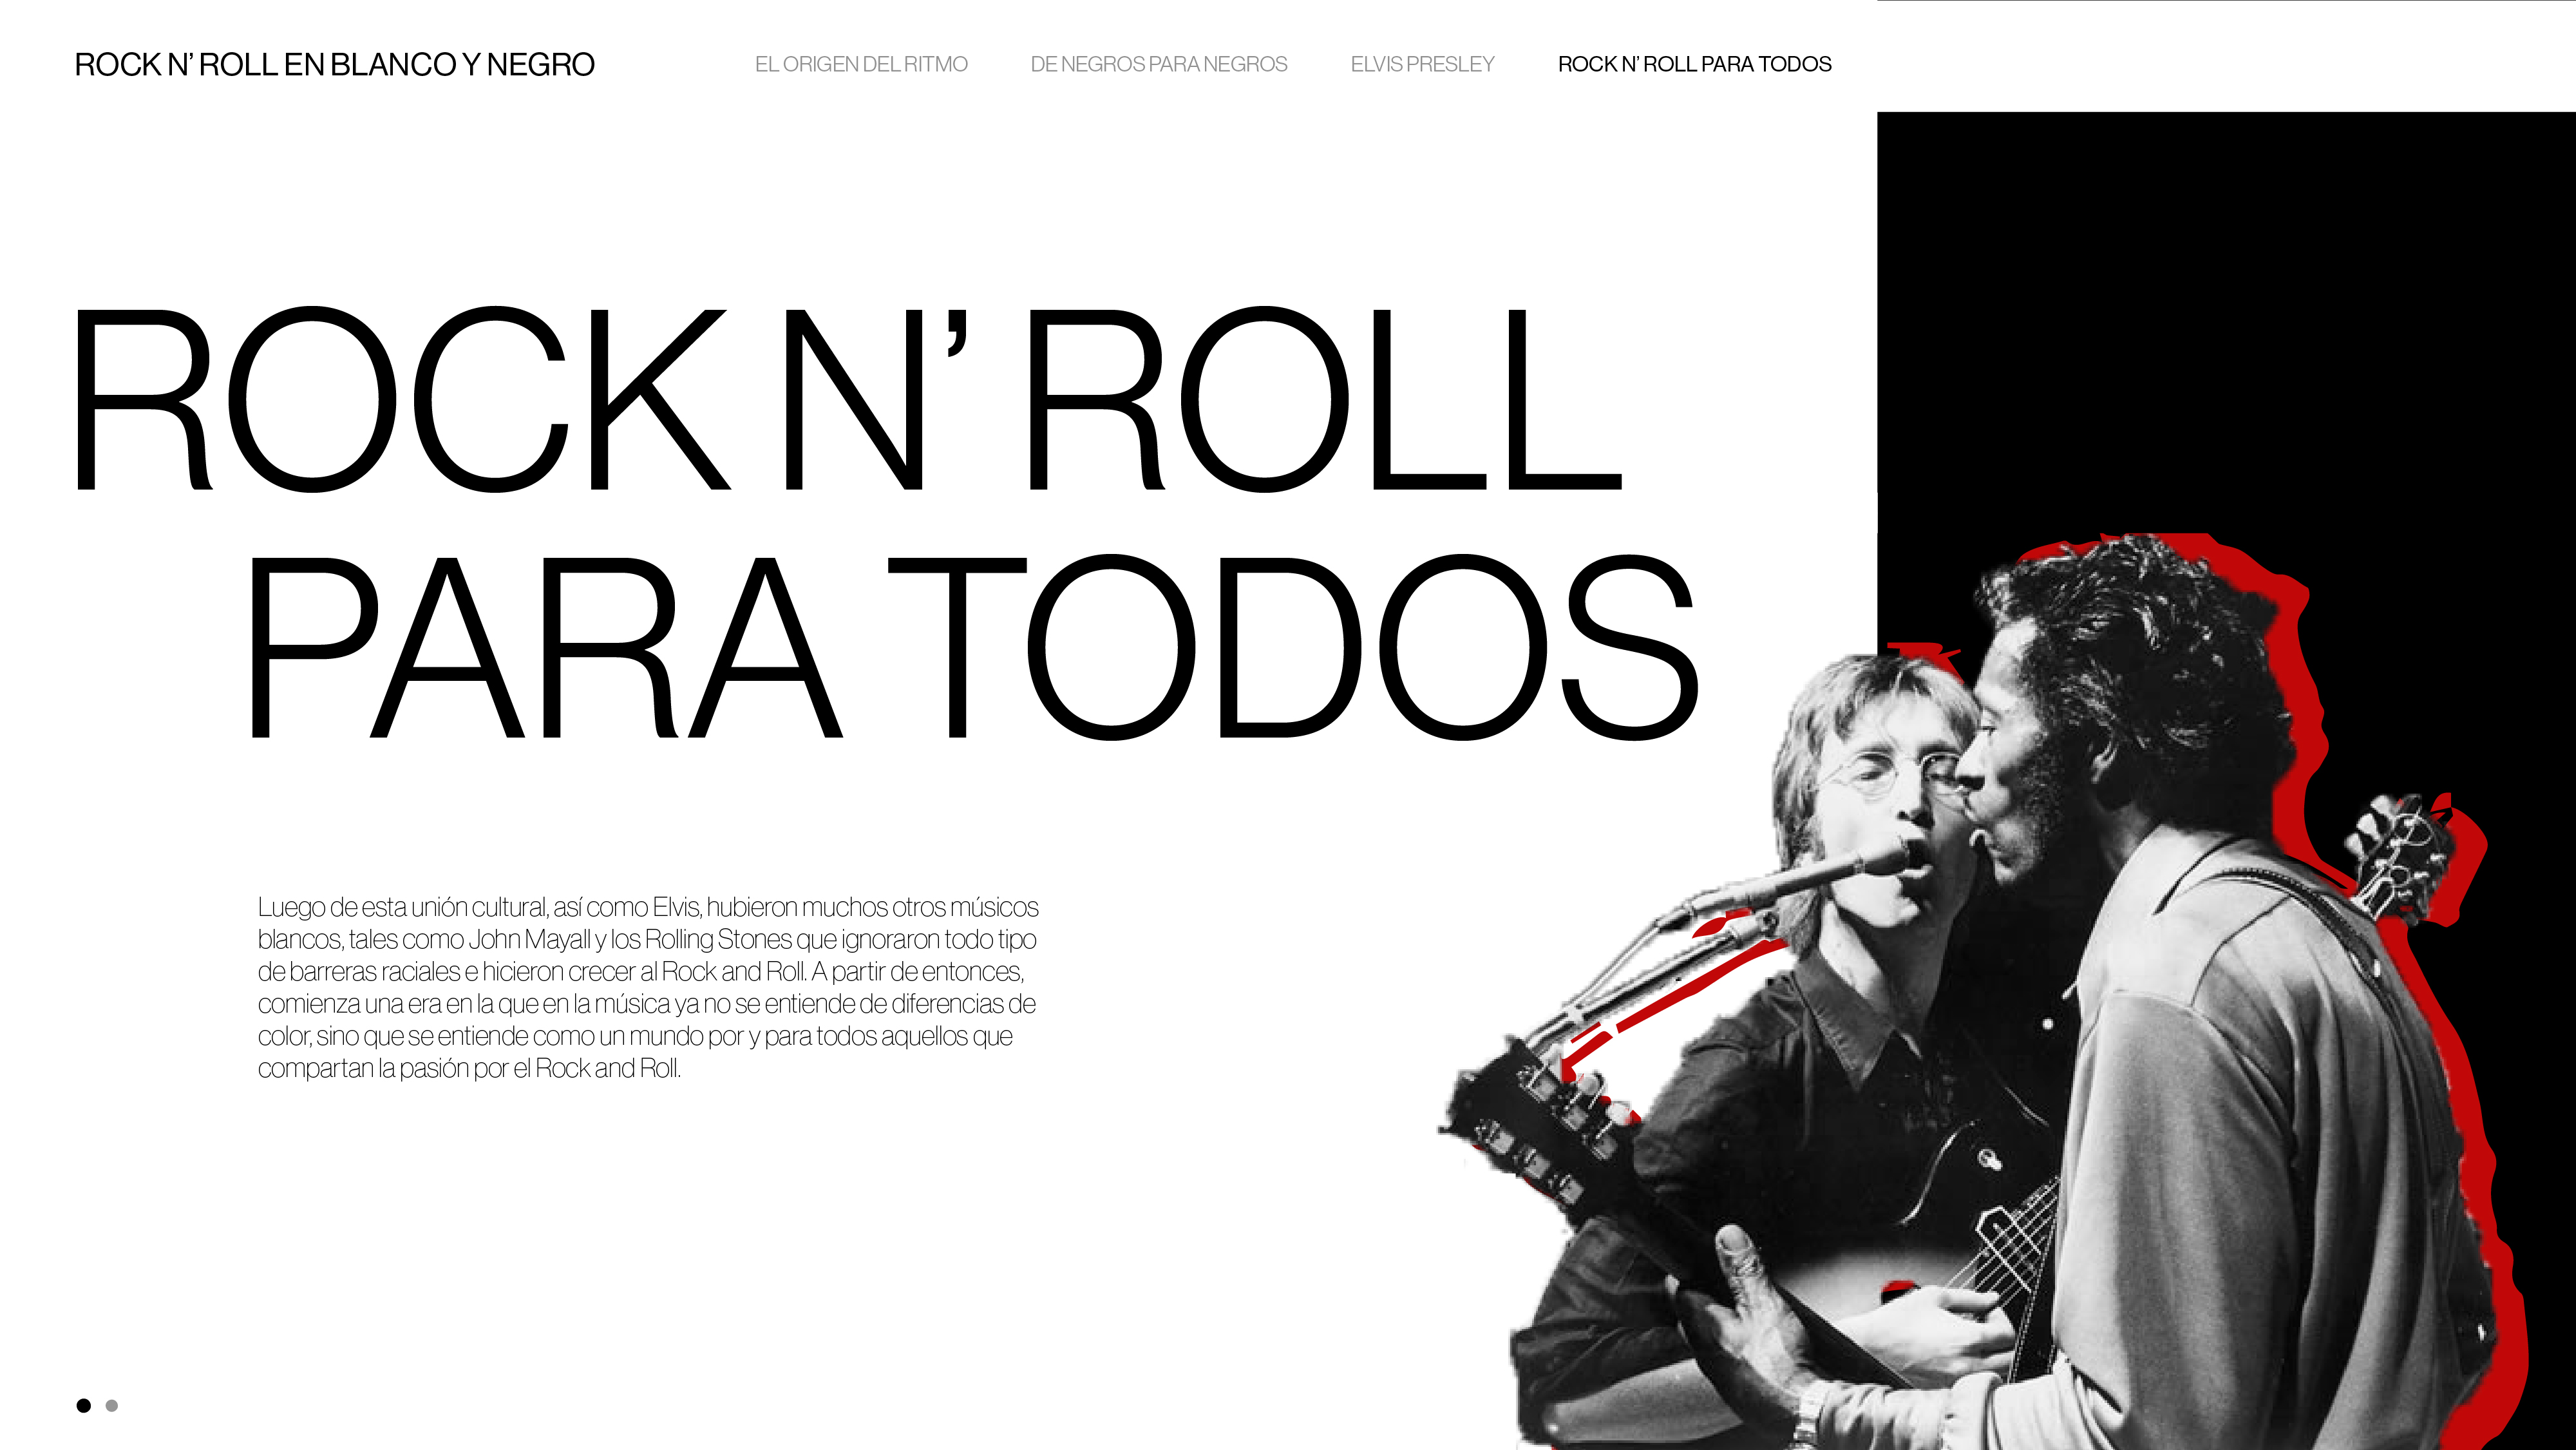 ROCK N’ ROLL EN BLANCO Y NEGRO
EL ORIGEN DEL RITMO
DE NEGROS PARA NEGROS
ELVIS PRESLEY
ROCK N’ ROLL PARA TODOS
ROCK N’ ROLL
PARA TODOS
Luego de esta unión cultural, así como Elvis, hubieron muchos otros músicos
blancos, tales como John Mayall y los Rolling Stones que ignoraron todo tipo
de barreras raciales e hicieron crecer al Rock and Roll. A partir de entonces,
comienza una era en la que en la música ya no se entiende de diferencias de
color, sino que se entiende como un mundo por y para todos aquellos que
compartan la pasión por el Rock and Roll.